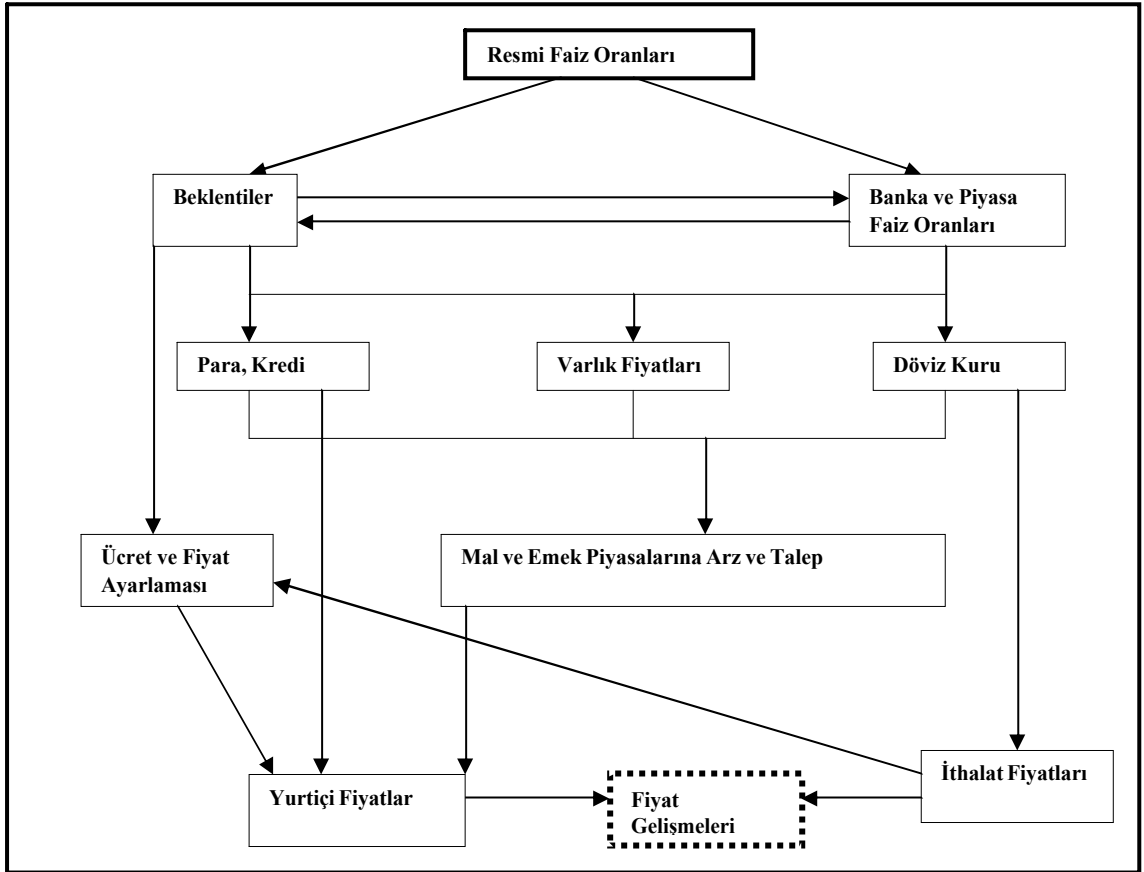 Resmi Faiz Oranları
Beklentiler
Banka ve Piyasa
Faiz Oranları
Para, Kredi
Varlık Fiyatları
Döviz Kuru
Ücret ve Fiyat
Ayarlaması
Mal ve Emek Piyasalarına Arz ve Talep
İthalat Fiyatları
Yurtiçi Fiyatlar
Fiyat
Gelişmeleri